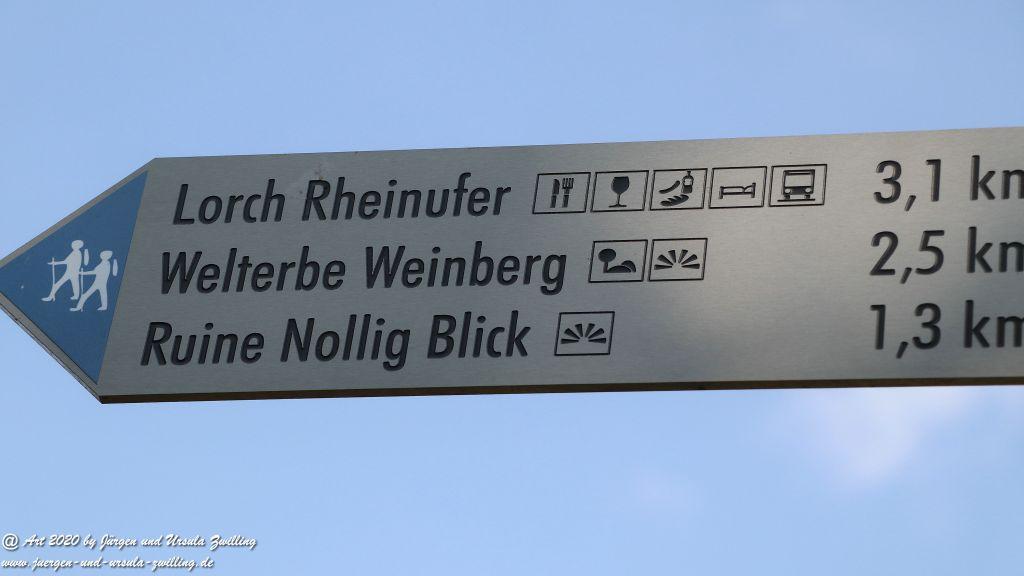 Lorch Rheinufer 3,1 km
Welterbe Weinberg 2,5 km
Ruine Nollig Blick 1,3 km
@ Art 2020 by Jürgen und Ursula Zwilling
www.juergen-und-ursula-zwilling.de